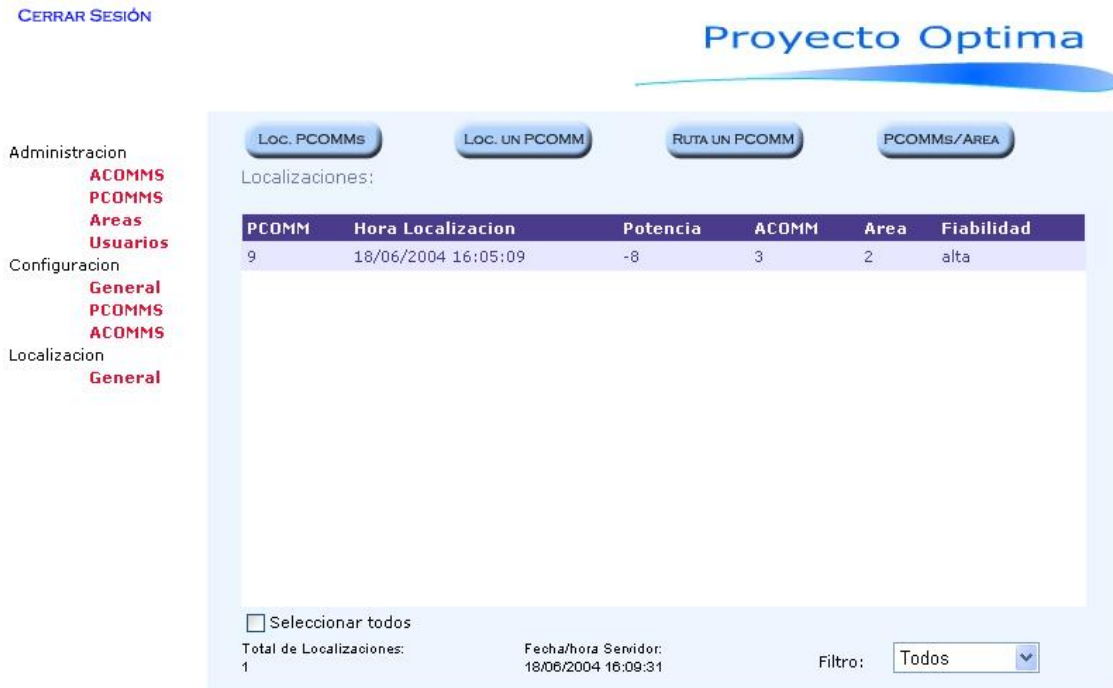 CERRAR SESIÓN
Proyecto Optima
LOC. PCOMMS LOC. UN PCOMM RUTA UN PCOMM PCOMMS/AREA
Administracion
ACOMMS
PCOMMS
Areas
Usuarios
Configuracion
General
PCOMMS
ACOMMS
Localizacion
General
Localizaciones:
PCOMM Hora Localizacion Potencia ACOMM Area Fiabilidad
9 18/06/2004 16:05:09 -8 3 2 alta
Seleccionar todos
Total de Localizaciones: Fecha/hora Servidor:
1 18/06/2004 16:09:31
Filtro: Todos